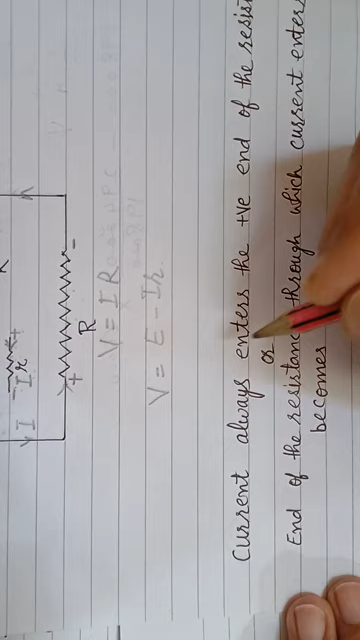 R
+ -
I Ir +
V = IR
V = E - Ir
Current always enters the +ve end of the resist
or
End of the resistance through which current enters
becomes